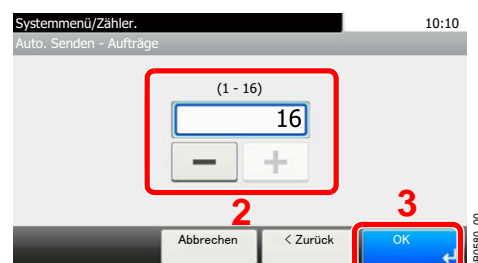 Systemmenü/Zähler. 10:10
Auto. Senden - Aufträge
(1 - 16)
16
2
3
Abbrechen < Zurück OK